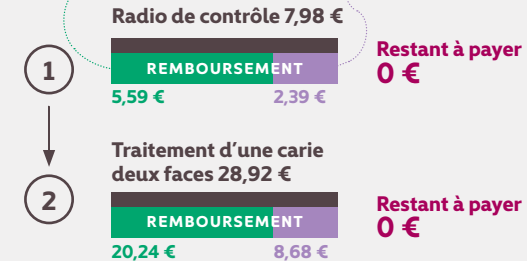 Radio de contrôle 7,98 €
1
REMBOURSEMENT
5,59 € 2,39 €
Restant à payer
0 €
Traitement d’une carie
deux faces 28,92 €
2
REMBOURSEMENT
20,24 € 8,68 €
Restant à payer
0 €